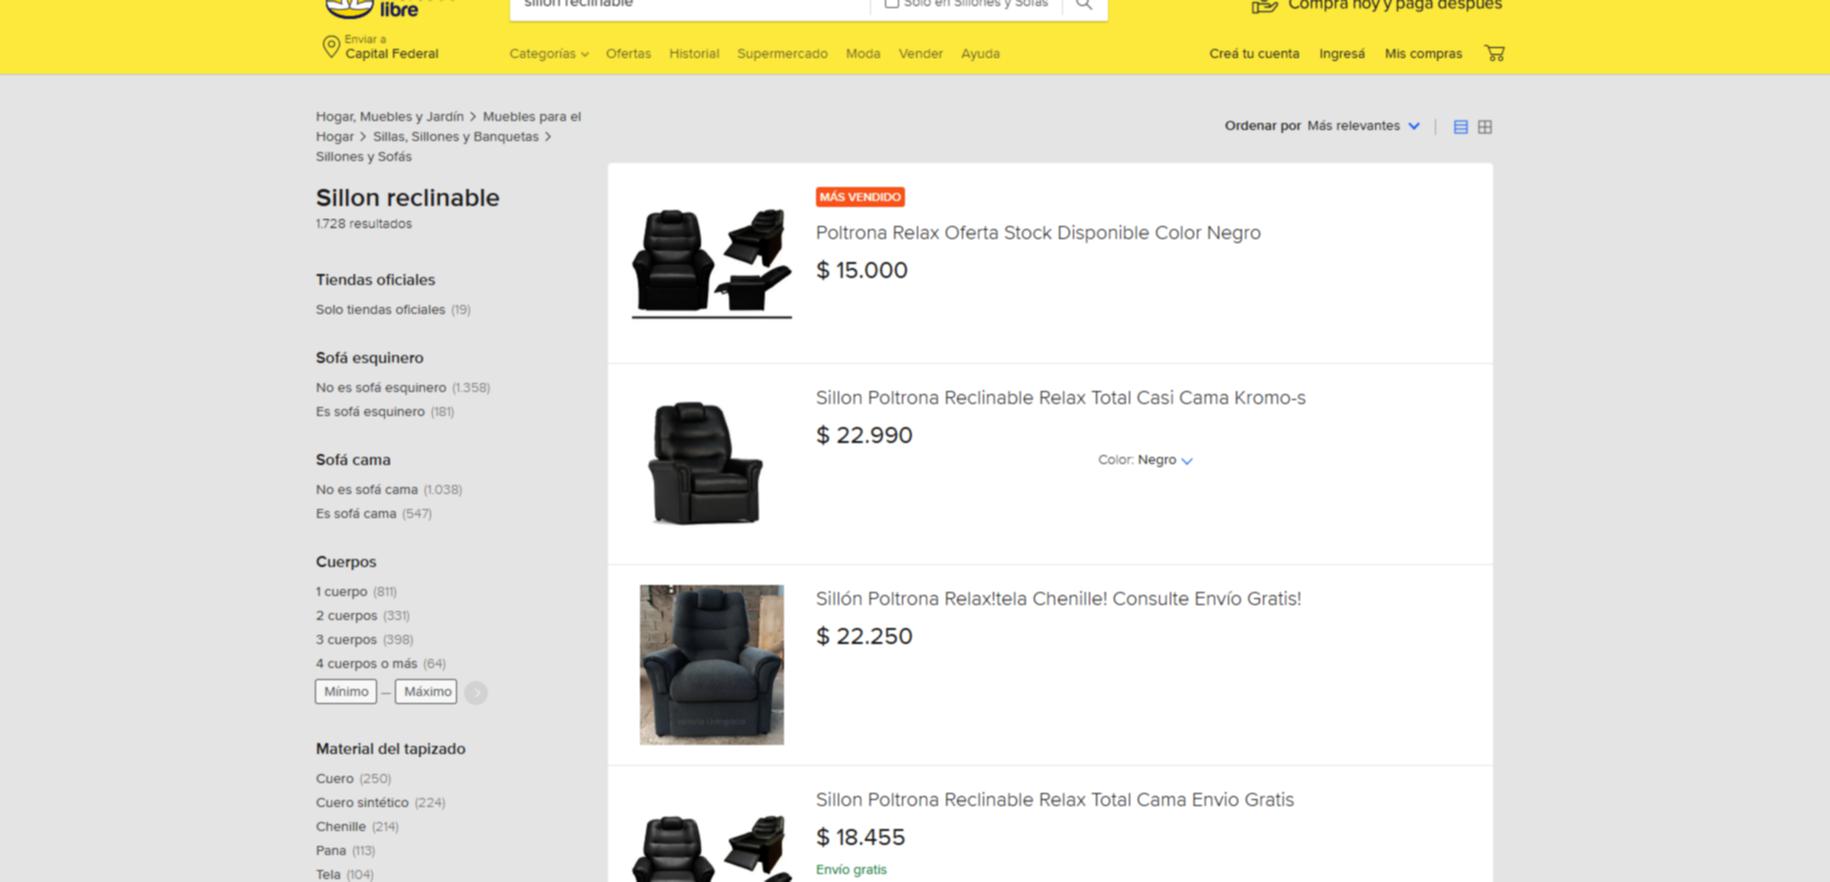 libre
sillon reclinable
Solo en Sillones y Sofás
Compra hoy y paga después
Enviar a
Capital Federal
Categorías Ofertas Historial Supermercado Moda Vender Ayuda
Creá tu cuenta Ingresá Mis compras
Hogar, Muebles y Jardín > Muebles para el
Hogar > Sillas, Sillones y Banquetas >
Sillones y Sofás
Ordenar por Más relevantes
Sillon reclinable
1.728 resultados
Tiendas oficiales
Solo tiendas oficiales (19)
Sofá esquinero
No es sofá esquinero (1.358)
Es sofá esquinero (181)
Sofá cama
No es sofá cama (1.038)
Es sofá cama (547)
Cuerpos
1 cuerpo (811)
2 cuerpos (331)
3 cuerpos (398)
4 cuerpos o más (64)
Mínimo — Máximo
Material del tapizado
Cuero (250)
Cuero sintético (224)
Chenille (214)
Pana (113)
Tela (104)
MÁS VENDIDO
Poltrona Relax Oferta Stock Disponible Color Negro
$ 15.000
Sillon Poltrona Reclinable Relax Total Casi Cama Kromo-s
$ 22.990
Color: Negro
Sillón Poltrona Relax!tela Chenille! Consulte Envío Gratis!
$ 22.250
Sillon Poltrona Reclinable Relax Total Cama Envio Gratis
$ 18.455
Envío gratis